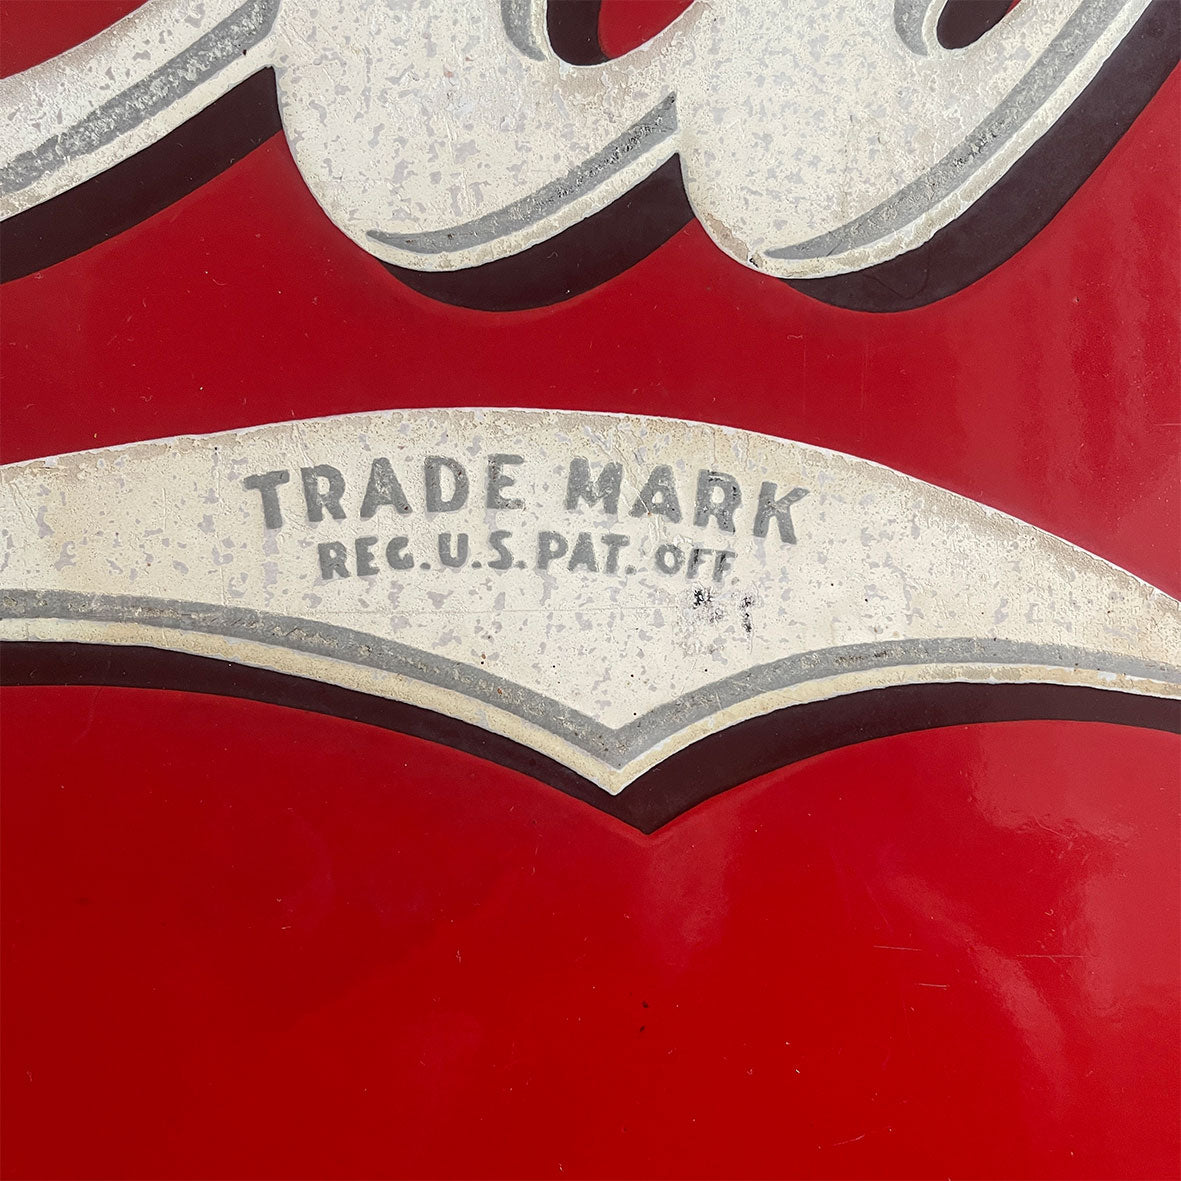 TRADE MARK
REG. U.S. PAT. OFF.